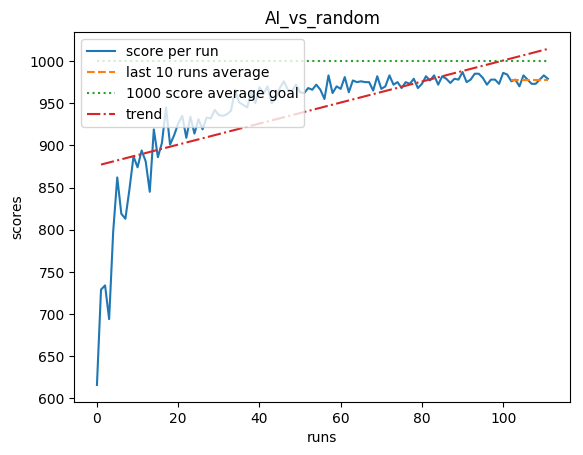 AI_vs_random
score per run
last 10 runs average
1000 score average goal
trend
scores
1000
950
900
850
800
750
700
650
600
0
20
40
60
80
100
runs